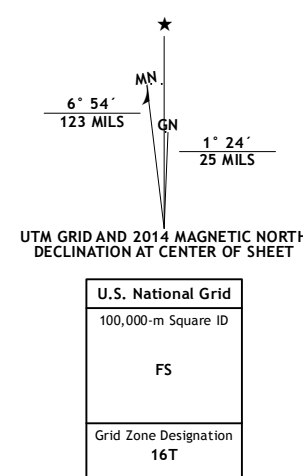 ★
MN
GN
6° 54´
123 MILS
1° 24´
25 MILS
UTM GRID AND 2014 MAGNETIC NORTH
DECLINATION AT CENTER OF SHEET
U.S. National Grid
100,000-m Square ID
FS
Grid Zone Designation
16T